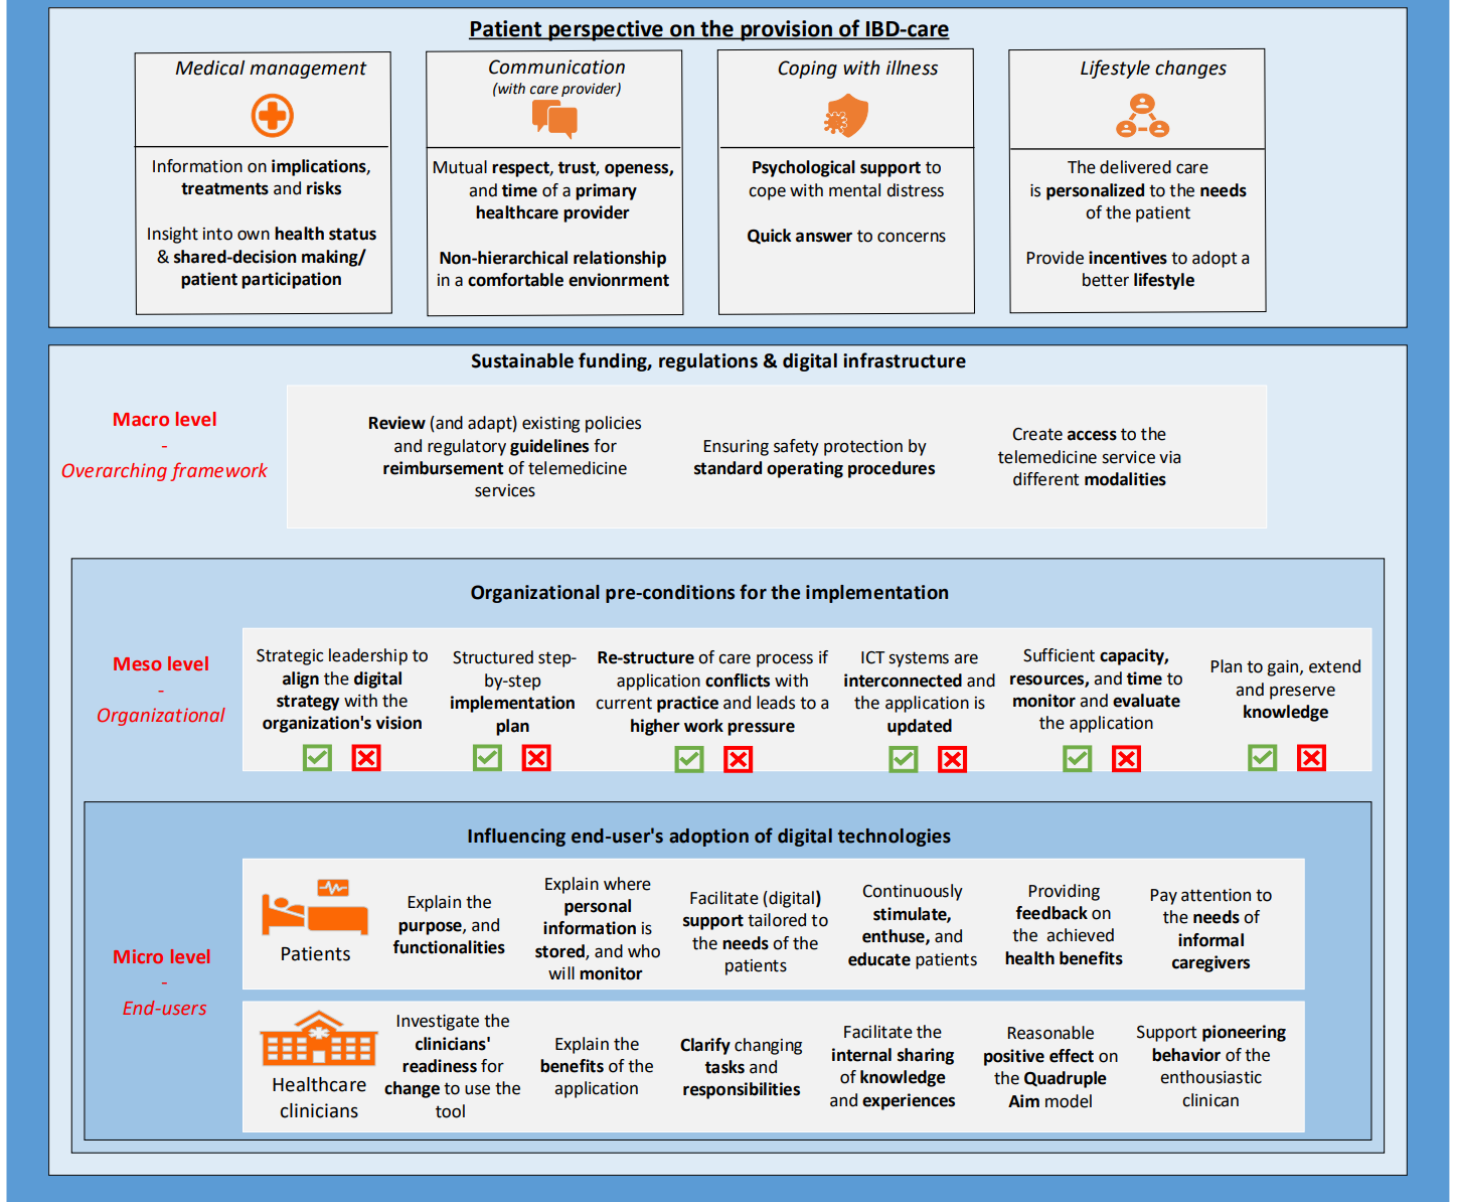 Patient perspective on the provision of IBD-care
Medical management
Information on implications,
treatments and risks
Insight into own health status
& shared-decision making/
patient participation
Communication
(with care provider)
Mutual respect, trust, openess,
and time of a primary
healthcare provider
Non-hierarchical relationship
in a comfortable envionrment
Coping with illness
Psychological support to
cope with mental distress
Quick answer to concerns
Lifestyle changes
The delivered care
is personalized to the needs
of the patient
Provide incentives to adopt a
better lifestyle
Sustainable funding, regulations & digital infrastructure
Macro level
-
Overarching framework
Review (and adapt) existing policies
and regulatory guidelines for
reimbursement of telemedicine
services
Ensuring safety protection by
standard operating procedures
Create access to the
telemedicine service via
different modalities
Organizational pre-conditions for the implementation
Meso level
-
Organizational
Strategic leadership to
align the digital
strategy with the
organization's vision
Structured step-
by-step
implementation
plan
Re-structure of care process if
application conflicts with
current practice and leads to a
higher work pressure
ICT systems are
interconnected and
the application is
updated
Sufficient capacity,
resources, and time to
monitor and evaluate
the application
Plan to gain, extend
and preserve
knowledge
Influencing end-user's adoption of digital technologies
Micro level
-
End-users
Patients
Explain the
purpose, and
functionalities
Explain where
personal
information is
stored, and who
will monitor
Facilitate (digital) 
support tailored to
the needs of the
patients
Continuously
stimulate,
enthuse, and
educate patients
Providing
feedback on
the achieved
health benefits
Pay attention to
the needs of
informal
caregivers
Healthcare
clinicians
Investigate the
clinicians'
readiness for
change to use the
tool
Explain the
benefits of the
application
Clarify changing
tasks and
responsibilities
Facilitate the
internal sharing
of knowledge
and experiences
Reasonable
positive effect on
the Quadruple
Aim model
Support pioneering
behavior of the
enthousiastic
clinican